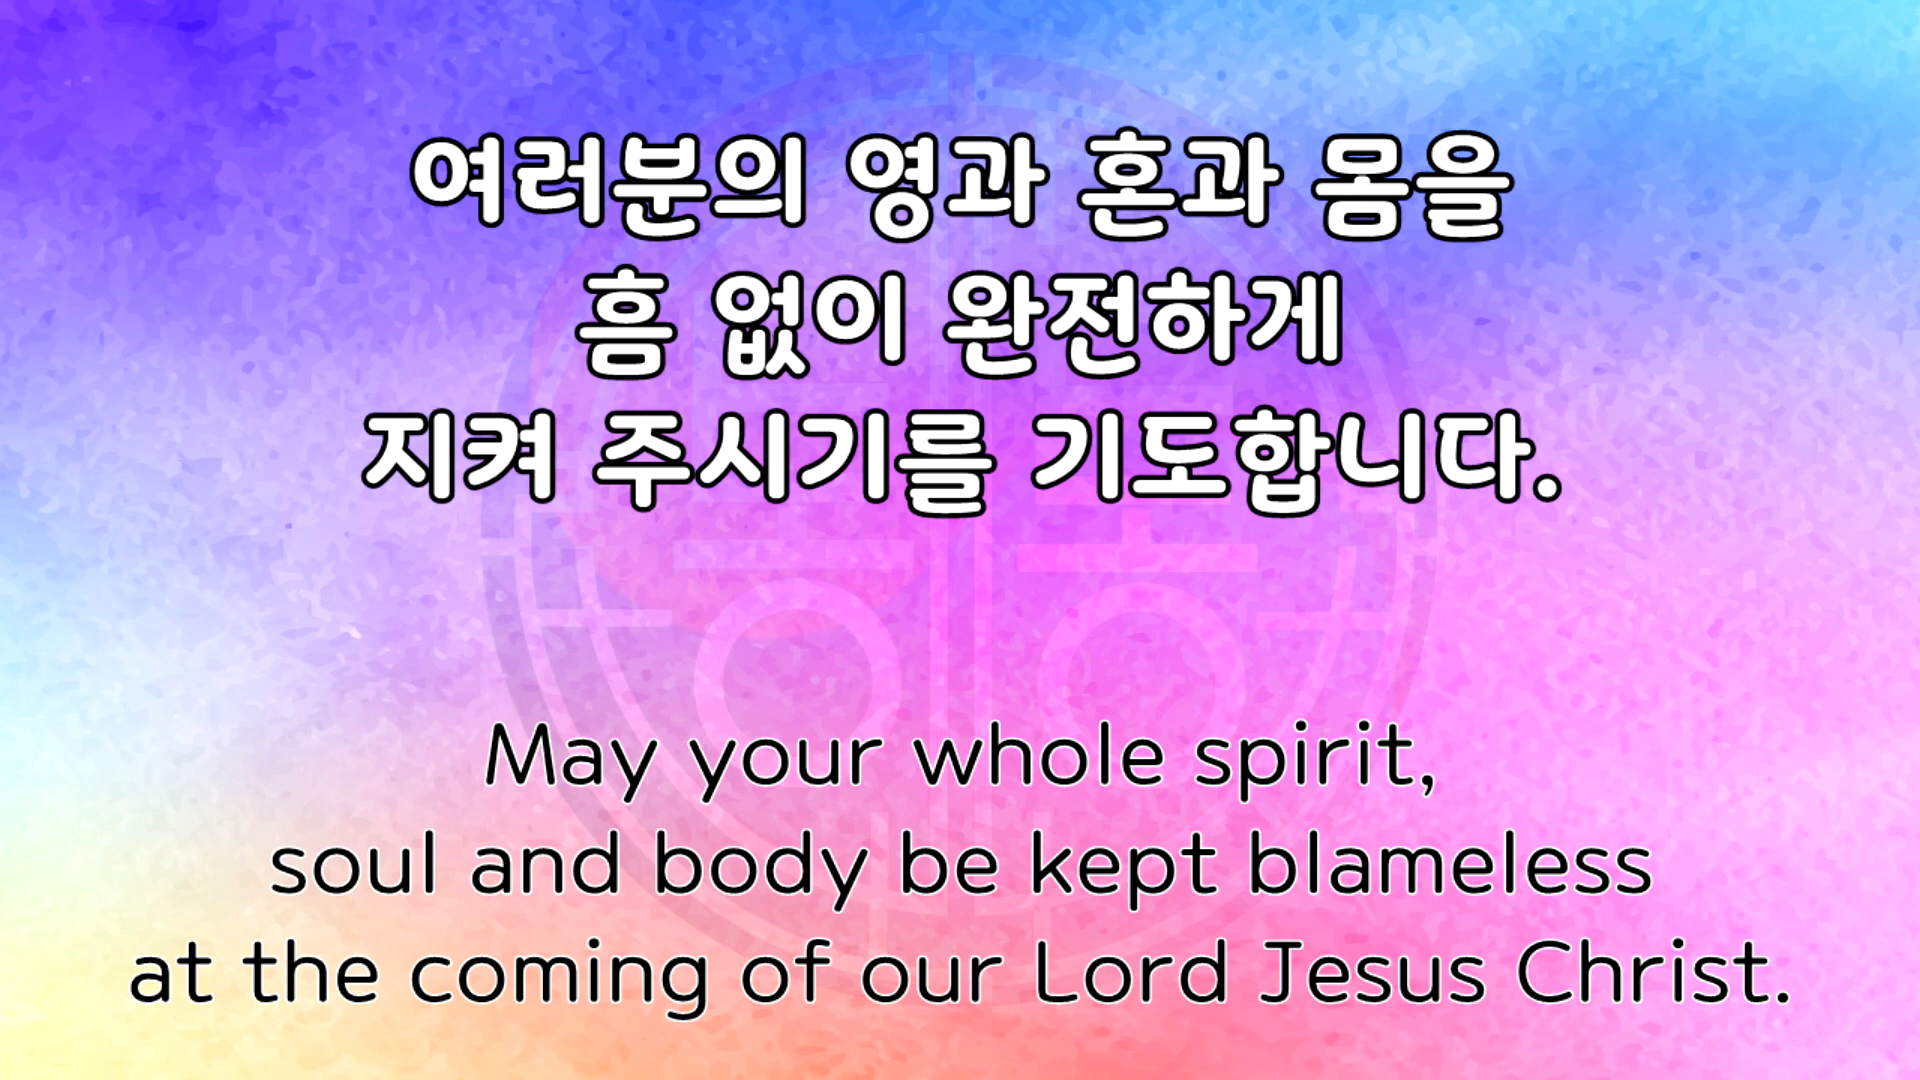 여러분의 영과 혼과 몸을
흠 없이 완전하게
지켜 주시기를 기도합니다.
May your whole spirit,
soul and body be kept blameless
at the coming of our Lord Jesus Christ.